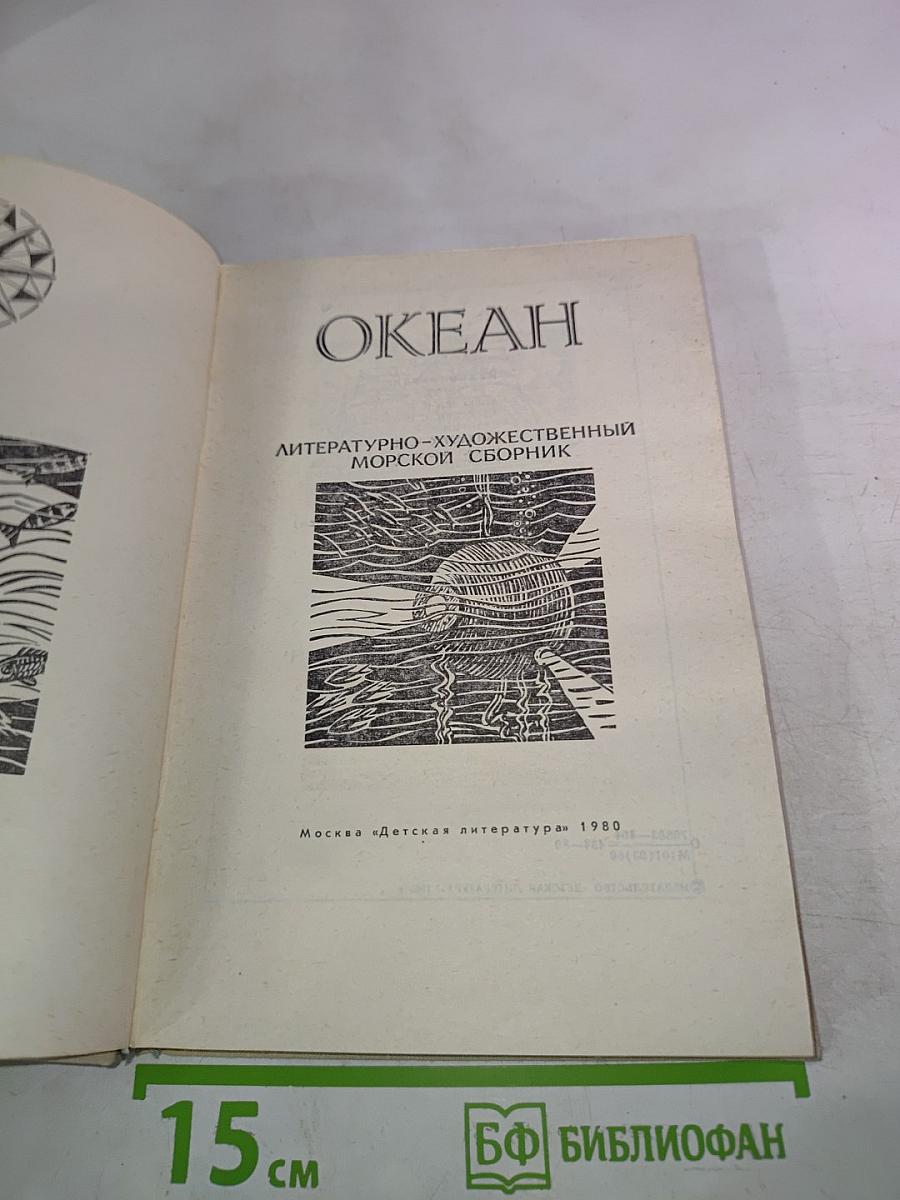 ОКЕАН
ЛИТЕРАТУРНО-ХУДОЖЕСТВЕННЫЙ
МОРСКОЙ СБОРНИК
Москва «Детская литература» 1980
15 см
БФ БИБЛИОФАН